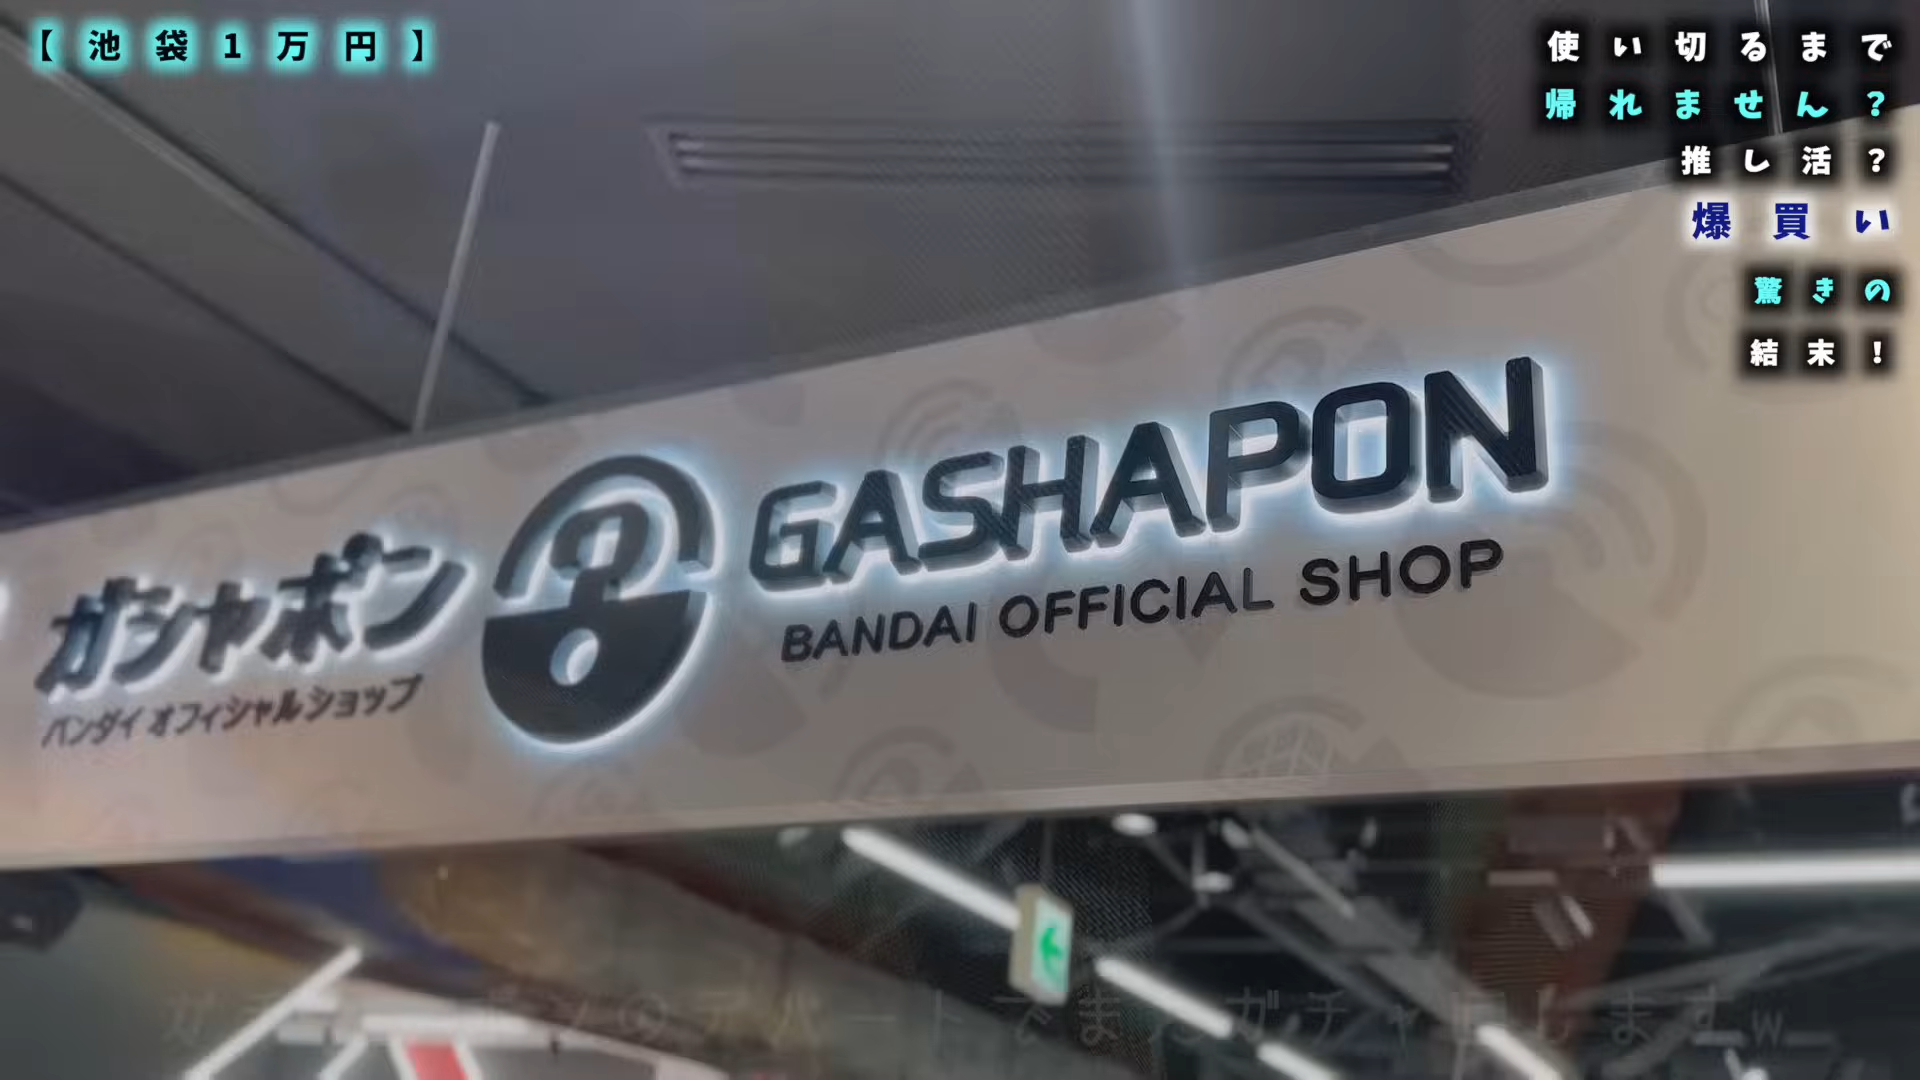 【池袋1万円】
使い切るまで
帰れません?
推し活?
爆買い
驚きの
結末!
ガシャポン
バンダイ オフィシャルショップ
GASHAPON
BANDAI OFFICIAL SHOP